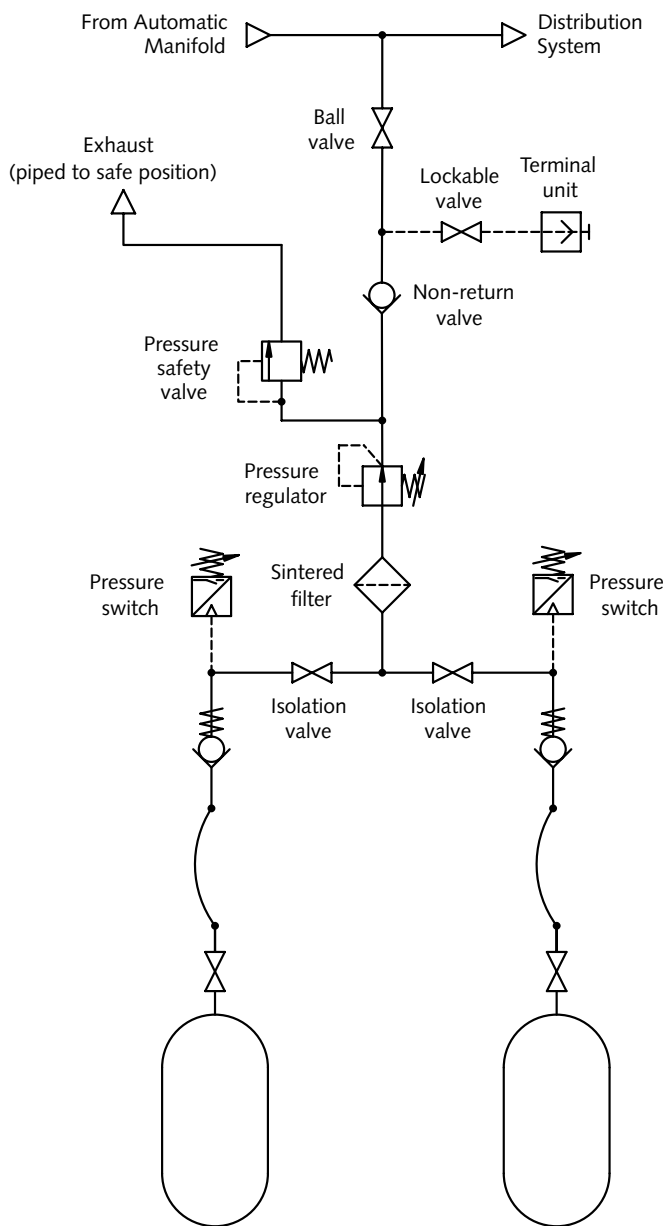 From Automatic
Manifold
Distribution
System
Ball
valve
Exhaust
(piped to safe position)
Lockable
valve
Terminal
unit
Non-return
valve
Pressure
safety
valve
Pressure
regulator
Pressure
switch
Sintered
filter
Pressure
switch
Isolation
valve
Isolation
valve